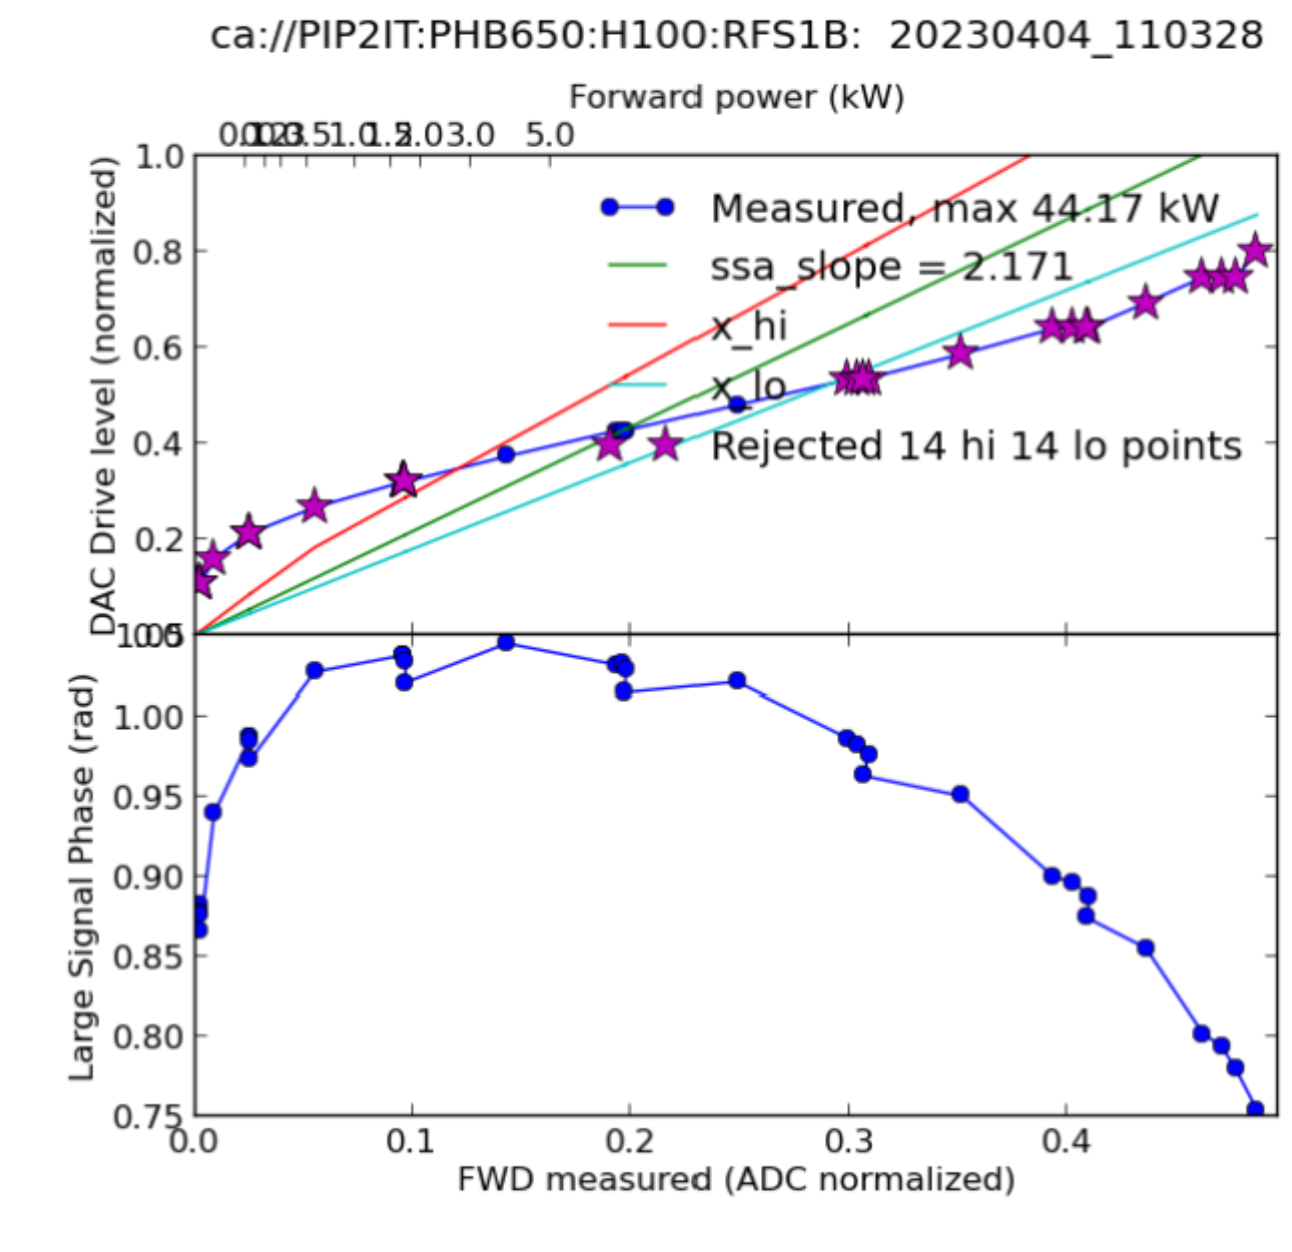 ca://PIP2IT:PHB650:H100:RFS1B: 20230404_110328
Forward power (kW)
1.0 1.5 2.0 3.0 5.0
1.0
0.8
0.6
0.4
0.2
DAC Drive level (normalized)
Measured, max 44.17 kW
ssa_slope = 2.171
x_hi
x_lo
Rejected 14 hi 14 lo points
1.00
0.95
0.90
0.85
0.80
0.75
Large Signal Phase (rad)
0.0 0.1 0.2 0.3 0.4
FWD measured (ADC normalized)